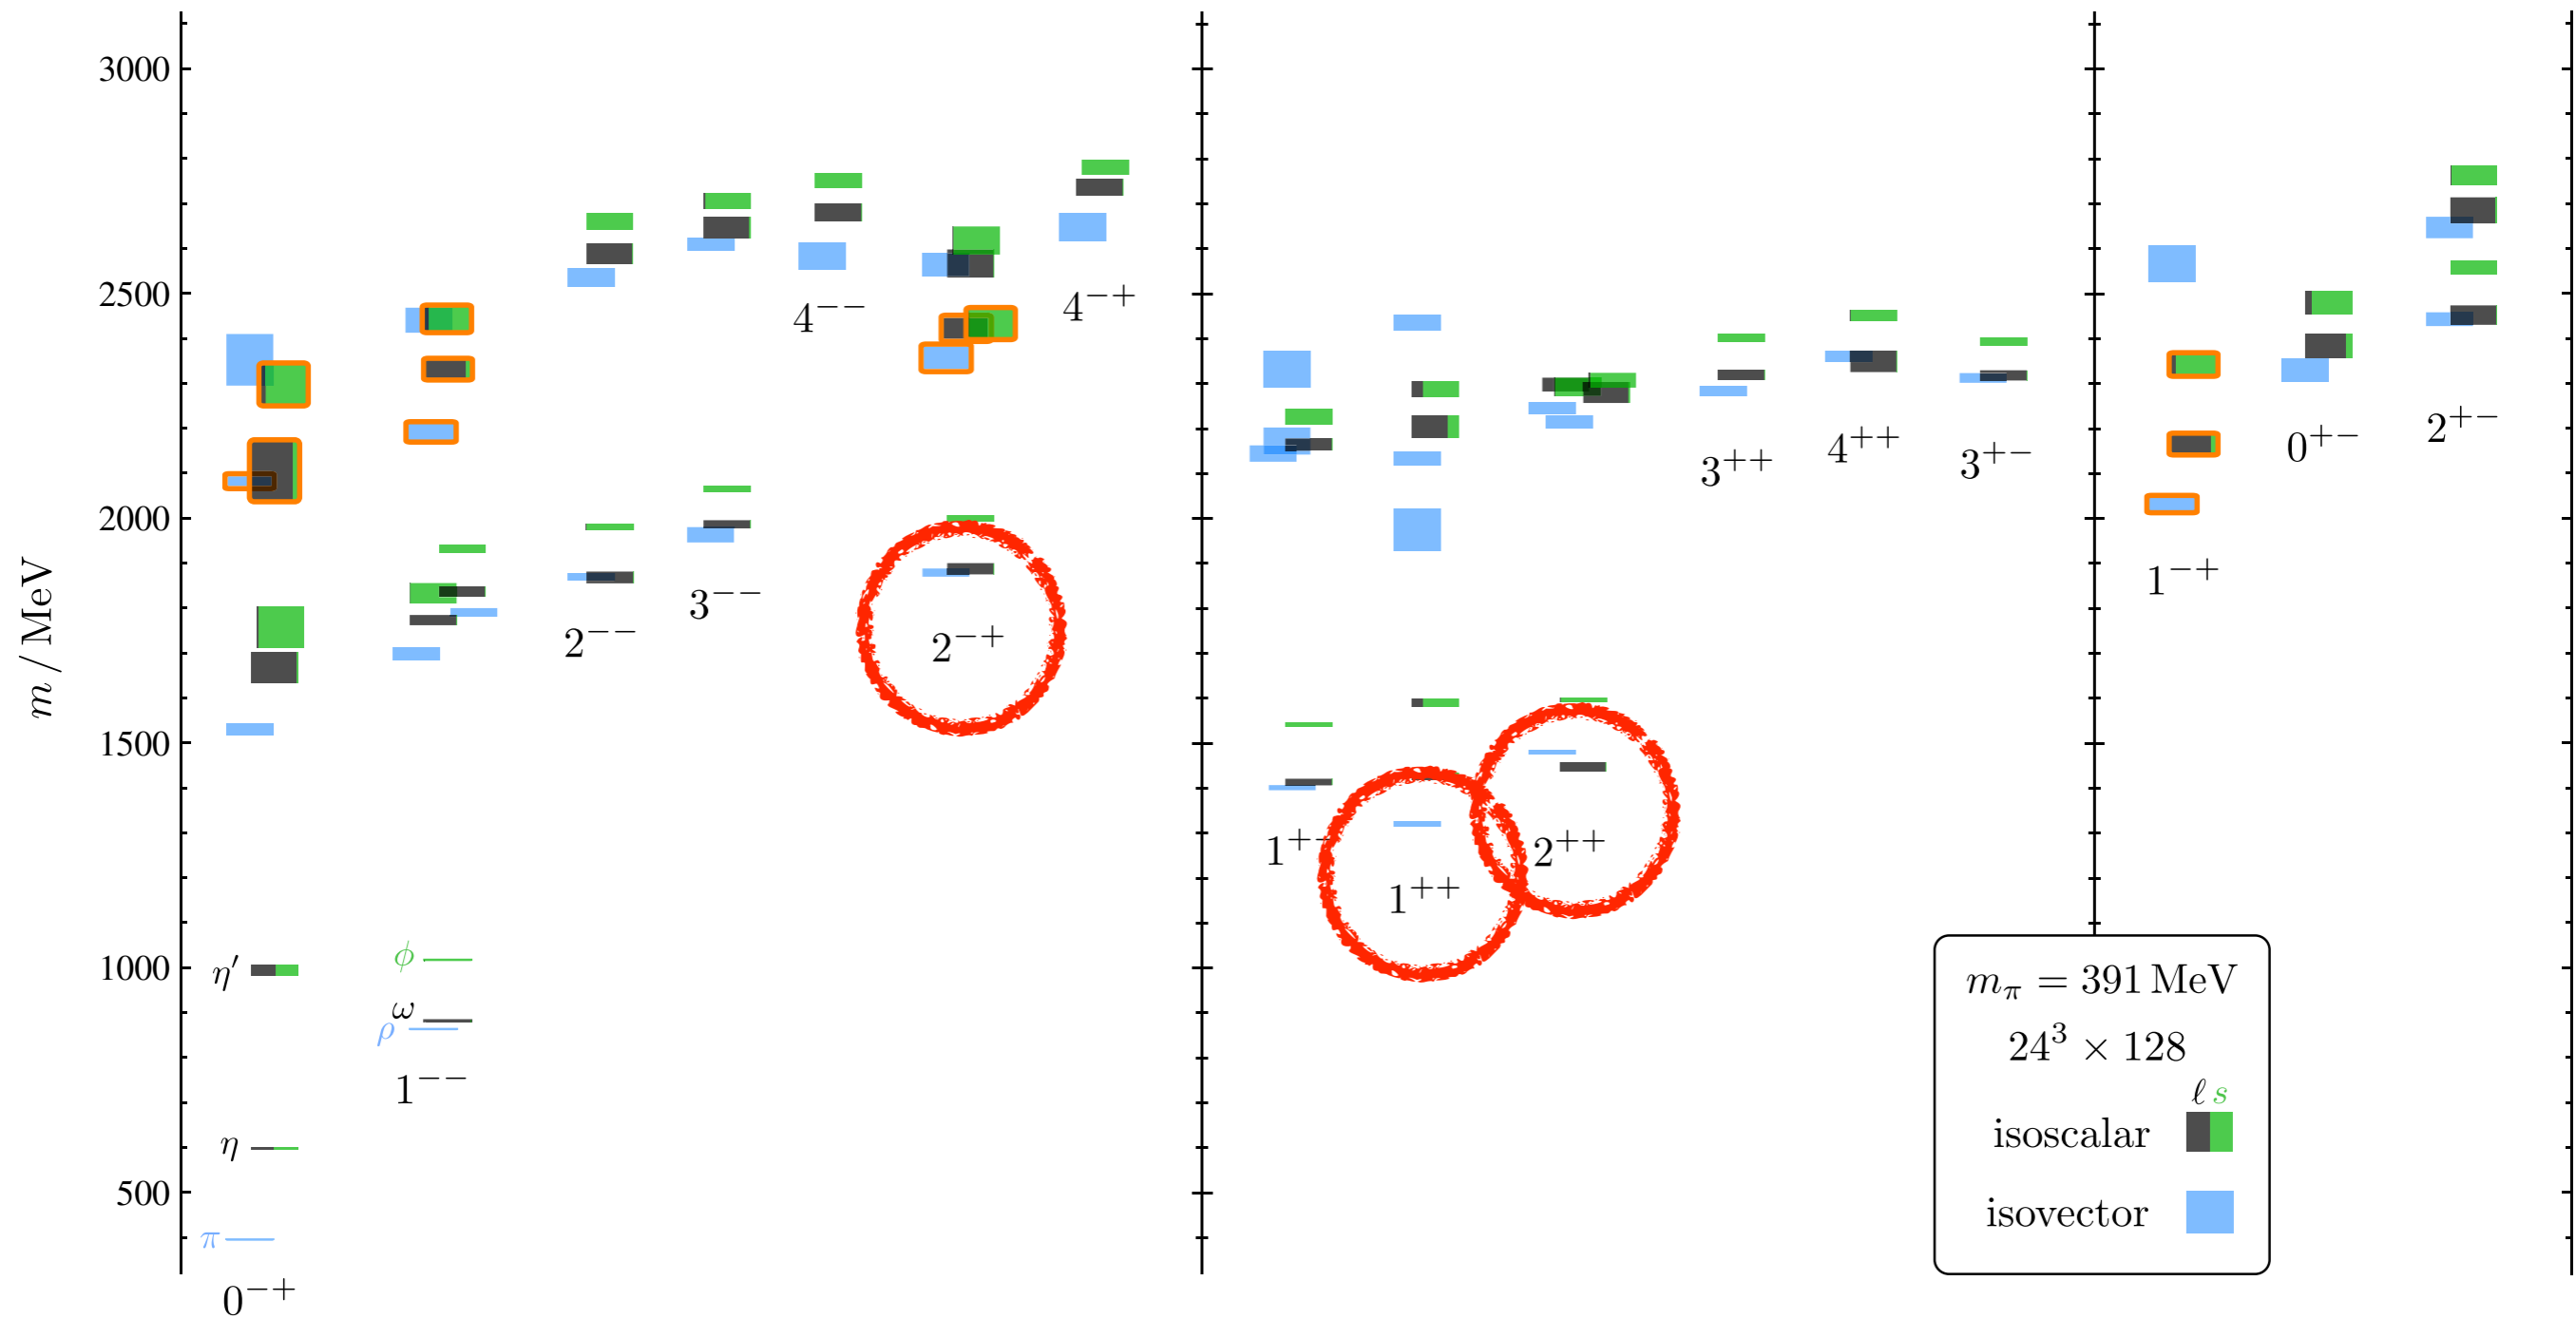 m / MeV
3000
2500
2000
1500
1000
500
4⁻⁻
4⁻⁺
3⁻⁻
2⁻⁻
2⁻⁺
η′
ϕ
ω
ρ
1⁻⁻
η
π
0⁻⁺
4⁺⁺
3⁺⁺
3⁺⁻
2⁺⁺
1⁺⁺
2⁺⁻
0⁺⁻
1⁻⁺
m_π = 391 MeV
24³ × 128
ℓ s
isoscalar
isovector